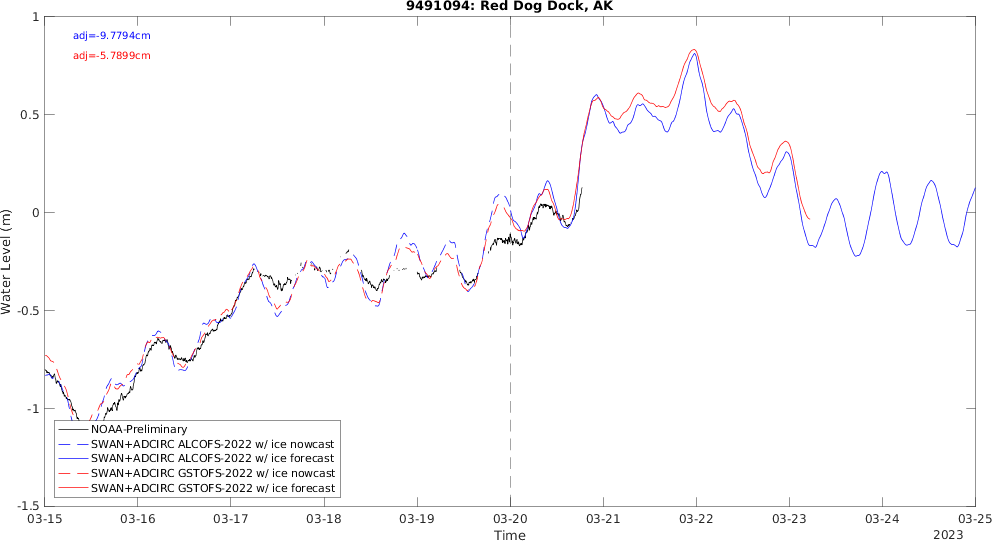 9491094: Red Dog Dock, AK
adj=-9.7794cm
adj=-5.7899cm
1
0.5
0
-0.5
-1
-1.5
Water Level (m)
NOAA-Preliminary
SWAN+ADCIRC ALCOFS-2022 w/ ice nowcast
SWAN+ADCIRC ALCOFS-2022 w/ ice forecast
SWAN+ADCIRC GSTOFS-2022 w/ ice nowcast
SWAN+ADCIRC GSTOFS-2022 w/ ice forecast
03-15 03-16 03-17 03-18 03-19 03-20 03-21 03-22 03-23 03-24 03-25
Time
2023